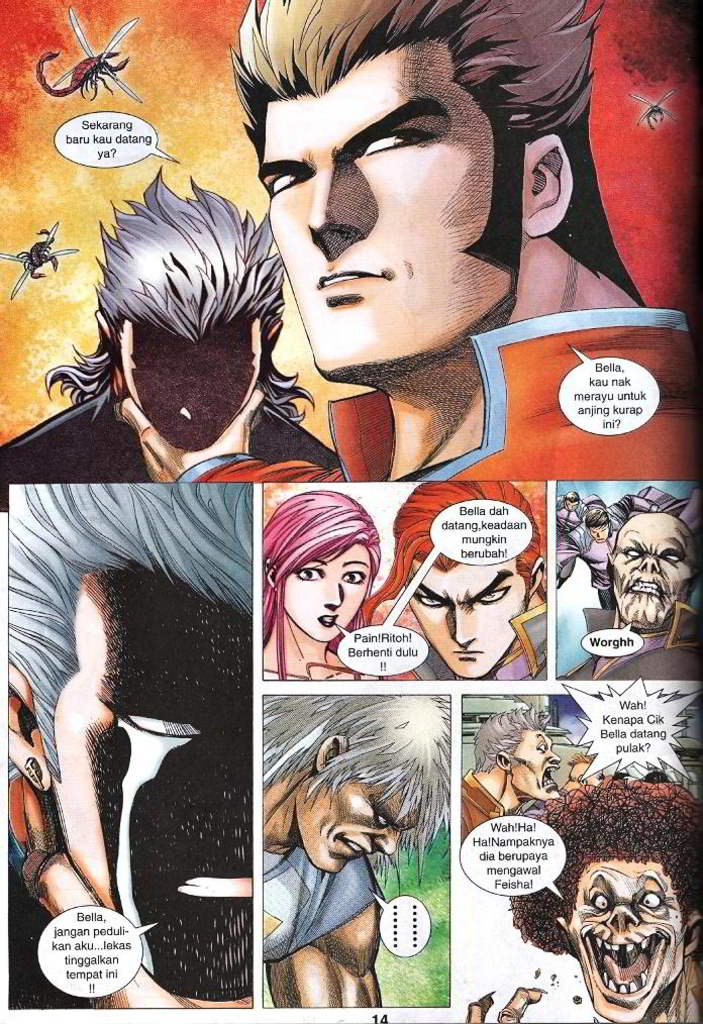 Sekarang
baru kau datang
ya?
Bella,
kau nak
merayu untuk
anjing kurap
ini?
Bella dah
datang,keadaan
mungkin
berubah!
Pain!Ritoh!
Berhenti dulu
!!
Worghh
Bella,
jangan peduli-
kan aku...lekas
tinggalkan
tempat ini
!!
Wah!
Kenapa Cik
Bella datang
pulak?
Wah!Ha!
Ha!Nampaknya
dia berupaya
mengawal
Feisha!
14